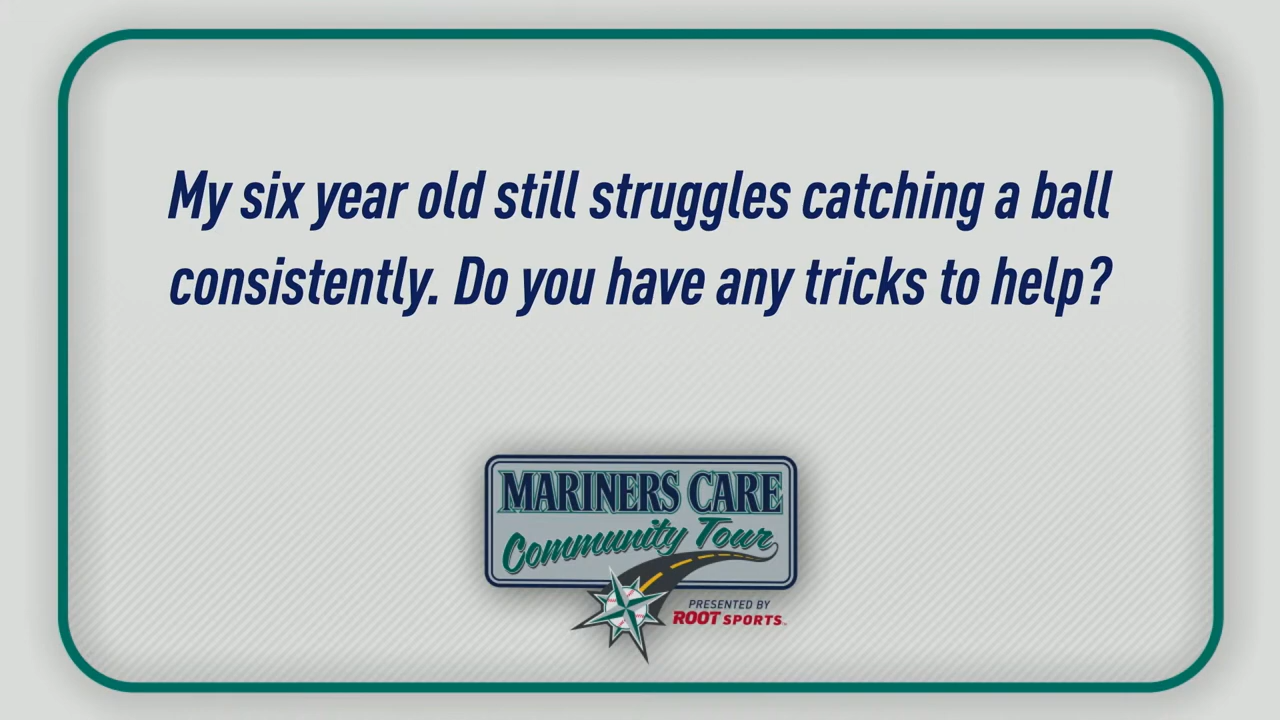 My six year old still struggles catching a ball
consistently. Do you have any tricks to help?
MARINERS CARE
Community Tour
PRESENTED BY
ROOT SPORTS